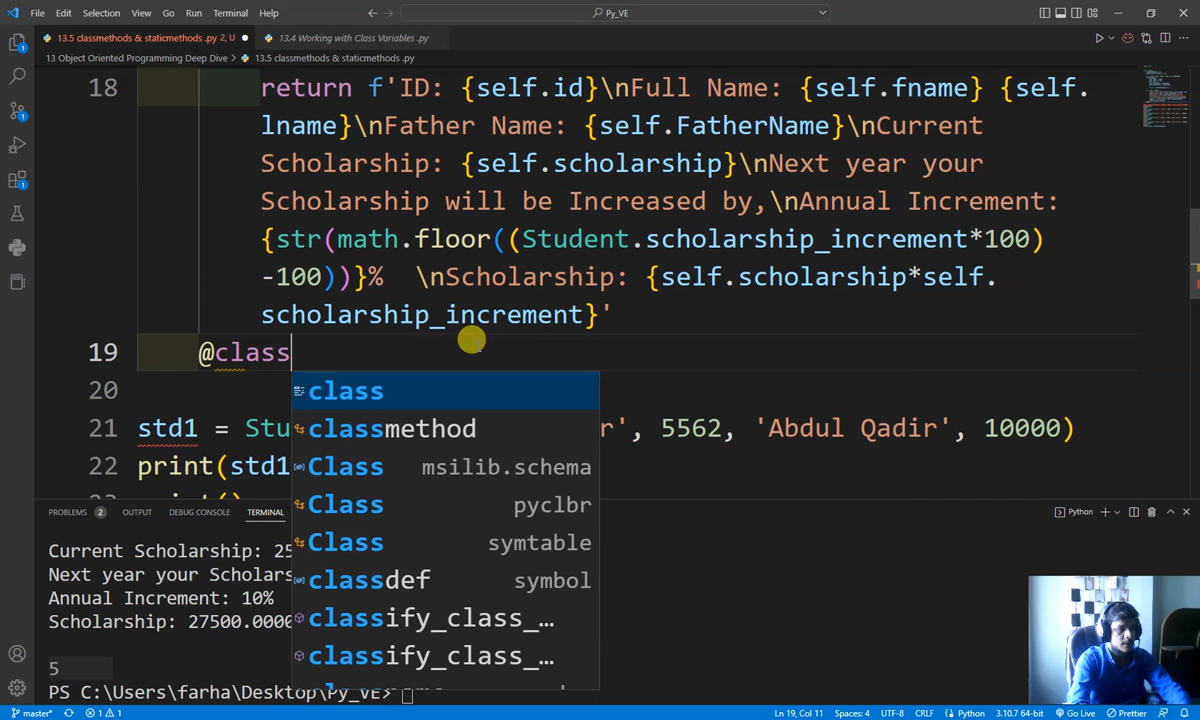 File Edit Selection View Go Run Terminal Help
Py_VE
13.5 classmethods & staticmethods .py 2, U
13.4 Working with Class Variables .py
13 Object Oriented Programming Deep Dive > 13.5 classmethods & staticmethods .py
18 return f'ID: {self.id}\nFull Name: {self.fname} {self.
lname}\nFather Name: {self.FatherName}\nCurrent
Scholarship: {self.scholarship}\nNext year your
Scholarship will be Increased by,\nAnnual Increment:
{str(math.floor((Student.scholarship_increment*100)
-100))}% \nScholarship: {self.scholarship*self.
scholarship_increment}'
19 @class
20
class
21 std1 = Stu r', 5562, 'Abdul Qadir', 10000)
classmethod
22 print(std1
Class msilib.schema
Class pyclbr
PROBLEMS 2 OUTPUT DEBUG CONSOLE TERMINAL
Python
Class symtable
Current Scholarship: 25
Next year your Scholars
classdef symbol
Annual Increment: 10%
Scholarship: 27500.0000
classify_class_…
classify_class_…
5
PS C:\Users\farha\Desktop\Py_VE>
master* 1 1
Ln 19, Col 11 Spaces: 4 UTF-8 CRLF Python 3.10.7 64-bit Go Live Prettier